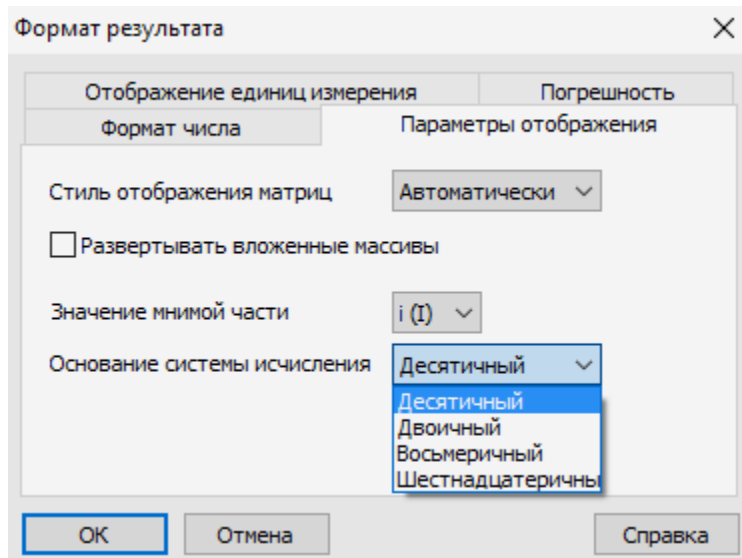 Формат результата
Отображение единиц измерения
Погрешность
Формат числа
Параметры отображения
Стиль отображения матриц
Автоматически
Развертывать вложенные массивы
Значение мнимой части
i (I)
Основание системы исчисления
Десятичный
Десятичный
Двоичный
Восьмеричный
Шестнадцатеричны
ОК
Отмена
Справка